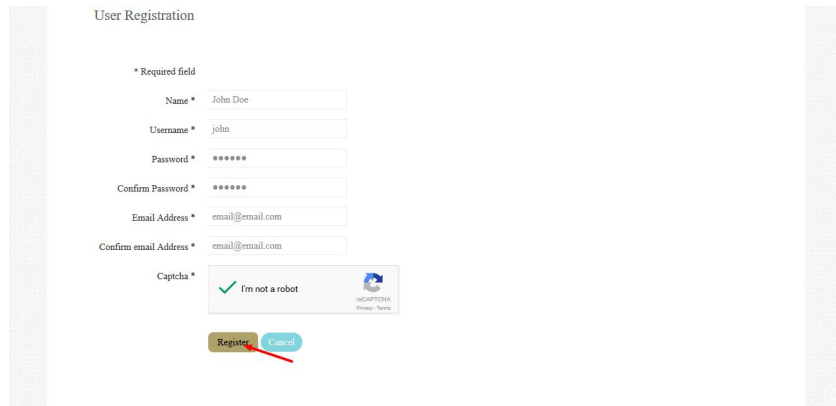 User Registration
* Required field
Name * John Doe
Username * john
Password * ●●●●●●
Confirm Password * ●●●●●●
Email Address * email@email.com
Confirm email Address * email@email.com
Captcha * I'm not a robot
reCAPTCHA
Privacy - Terms
Register Cancel